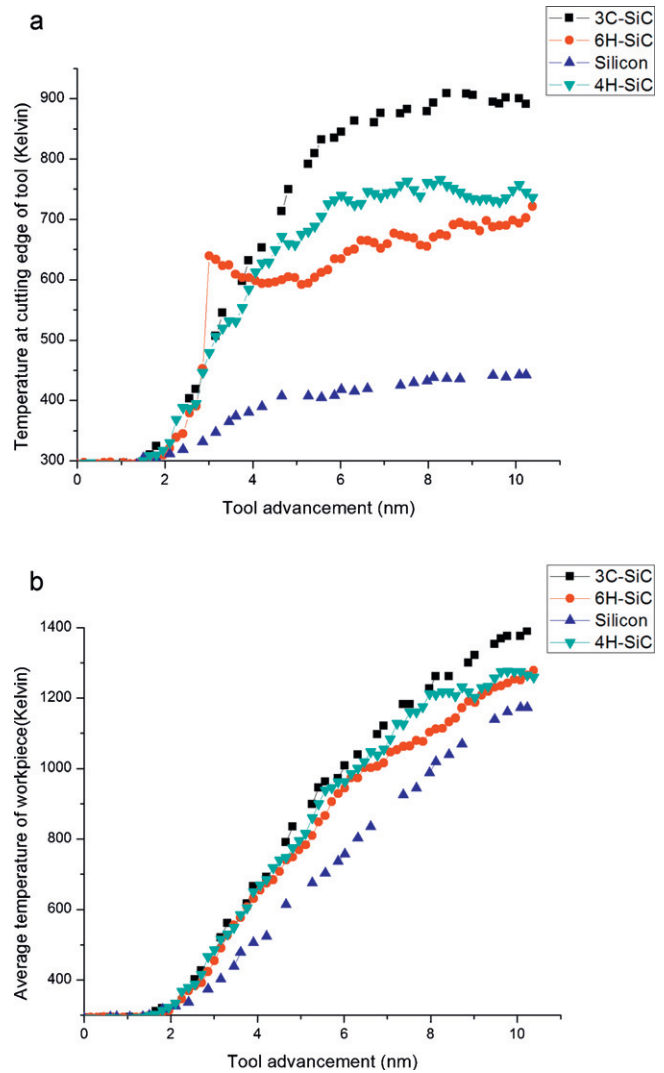 a
3C-SiC
6H-SiC
Silicon
4H-SiC
900
800
700
600
500
400
300
Temperature at cutting edge of tool (Kelvin)
0
2
4
6
8
10
Tool advancement (nm)
b
3C-SiC
6H-SiC
Silicon
4H-SiC
1400
1200
1000
800
600
400
Average temperature of workpiece(Kelvin)
0
2
4
6
8
10
Tool advancement (nm)